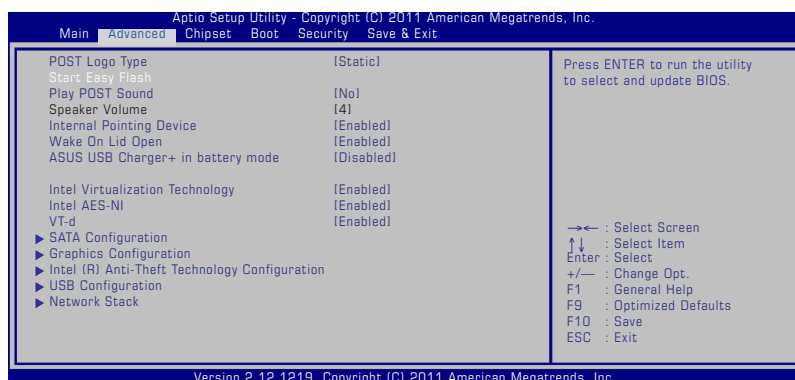 Aptio Setup Utility - Copyright (C) 2011 American Megatrends, Inc.
Main Advanced Chipset Boot Security Save & Exit
POST Logo Type [Static]
Start Easy Flash
Play POST Sound [No]
Speaker Volume [4]
Internal Pointing Device [Enabled]
Wake On Lid Open [Enabled]
ASUS USB Charger+ in battery mode [Disabled]
Intel Virtualization Technology [Enabled]
Intel AES-NI [Enabled]
VT-d [Enabled]
SATA Configuration
Graphics Configuration
Intel (R) Anti-Theft Technology Configuration
USB Configuration
Network Stack
Press ENTER to run the utility
to select and update BIOS.
→← : Select Screen
↑↓ : Select Item
Enter : Select
+/— : Change Opt.
F1 : General Help
F9 : Optimized Defaults
F10 : Save
ESC : Exit
Version 2.12.1219. Copyright (C) 2011 American Megatrends, Inc.